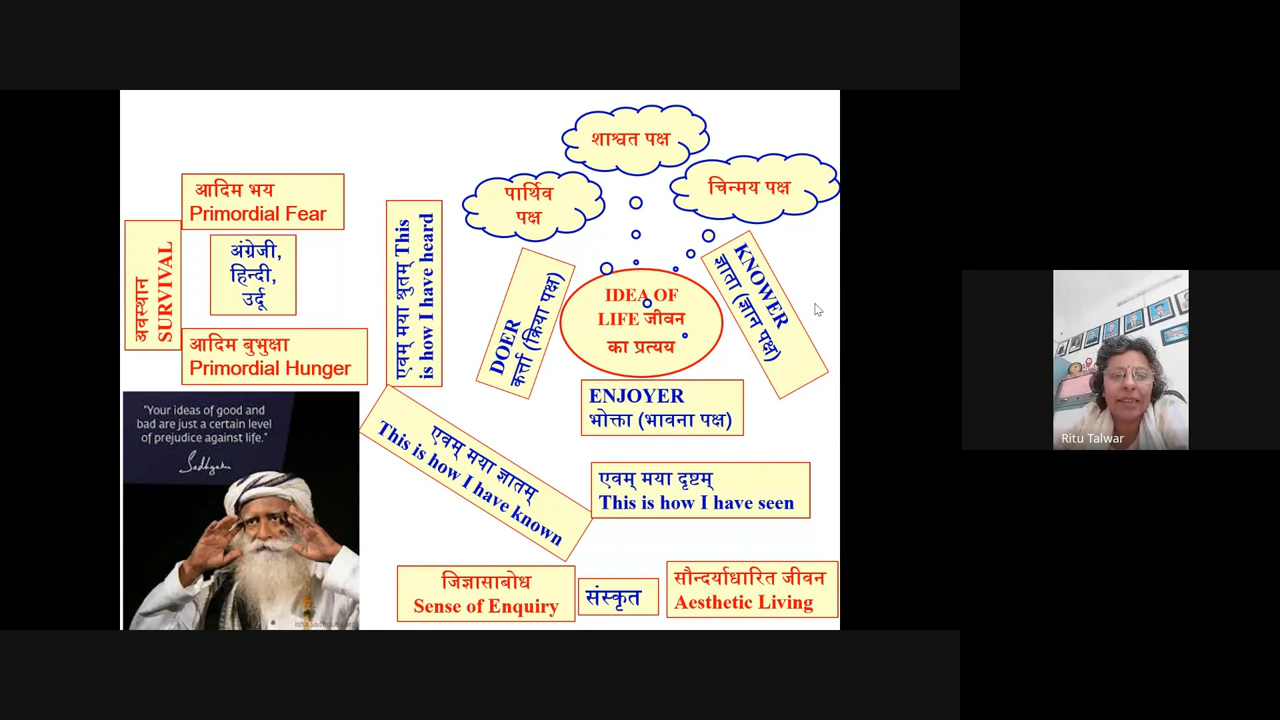 शाश्वत पक्ष
पार्थिव
पक्ष
चिन्मय पक्ष
आदिम भय
Primordial Fear
अवस्थान
SURVIVAL
अंग्रेजी,
हिन्दी,
उर्दू
आदिम बुभुक्षा
Primordial Hunger
एवम् मया श्रुतम् This
is how I have heard
DOER
कर्त्ता (क्रिया पक्ष)
IDEA OF
LIFE जीवन
का प्रत्यय
KNOWER
ज्ञाता (ज्ञान पक्ष)
ENJOYER
भोक्ता (भावना पक्ष)
"Your ideas of good and
bad are just a certain level
of prejudice against life."
Sadhguru
एवम् मया ज्ञातम्
This is how I have known
एवम् मया दृष्टम्
This is how I have seen
जिज्ञासाबोध
Sense of Enquiry
संस्कृत
सौन्दर्याधारित जीवन
Aesthetic Living
Ritu Talwar